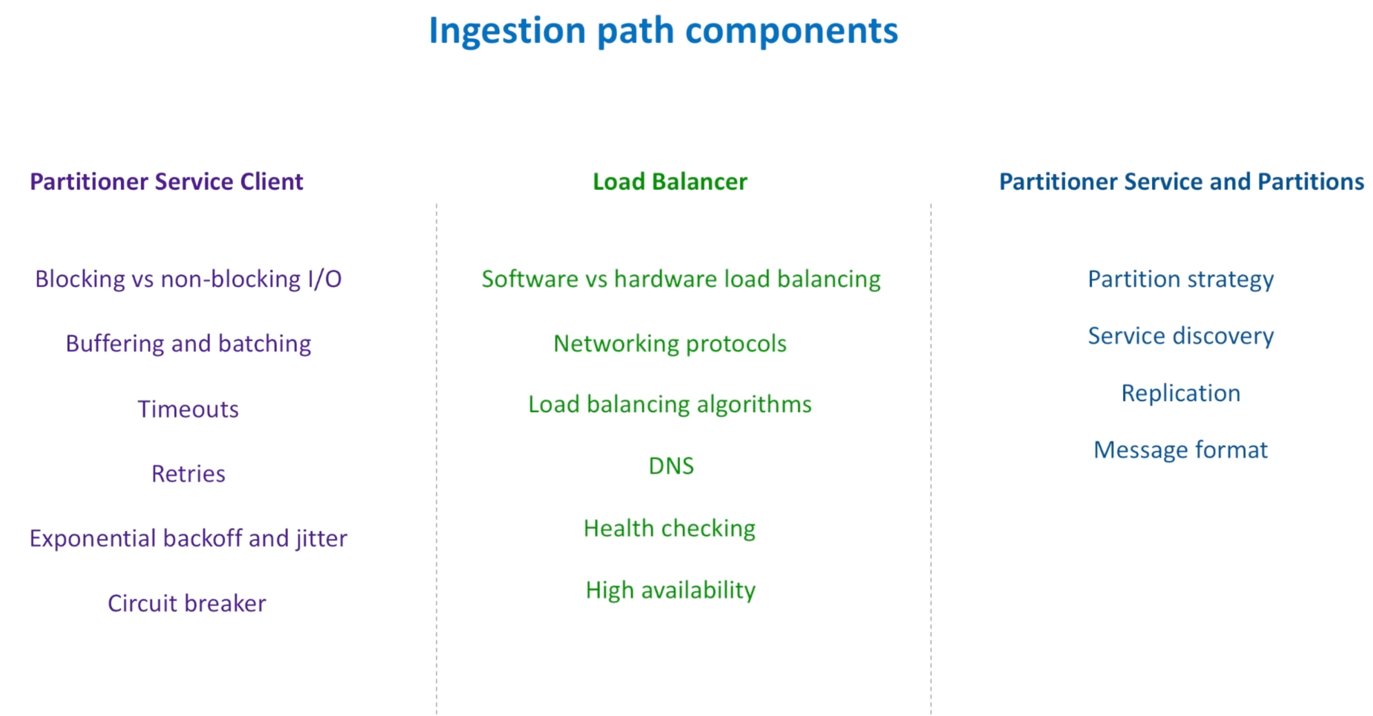 Ingestion path components
Partitioner Service Client
Blocking vs non-blocking I/O
Buffering and batching
Timeouts
Retries
Exponential backoff and jitter
Circuit breaker
Load Balancer
Software vs hardware load balancing
Networking protocols
Load balancing algorithms
DNS
Health checking
High availability
Partitioner Service and Partitions
Partition strategy
Service discovery
Replication
Message format